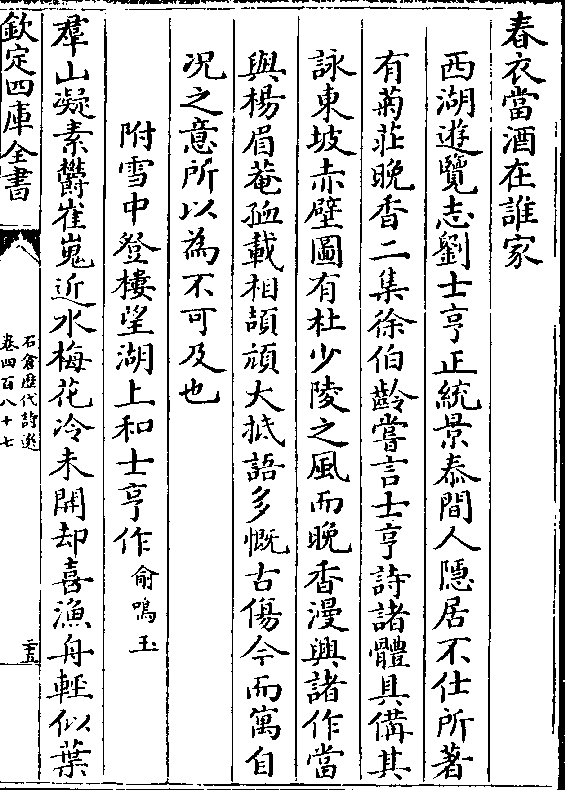 春衣當酒在誰家
西湖遊覽志劉士亨正統景泰間人隱居不仕所著
有菊莊晚香二集徐伯齡嘗言士亨詩諸體具備其
詠東坡赤壁圖有杜少陵之風而晚香漫興諸作當
與楊眉菴孤載相頡頏大抵語多慨古傷今而寓自
况之意所以為不可及也
附雪中登樓望湖上和士亨作 俞鳴玉
羣山凝素欝崔嵬近水梅花冷未開却喜漁舟輕似葉
欽定四庫全書
石倉歴代詩選
卷四百八十七
三五